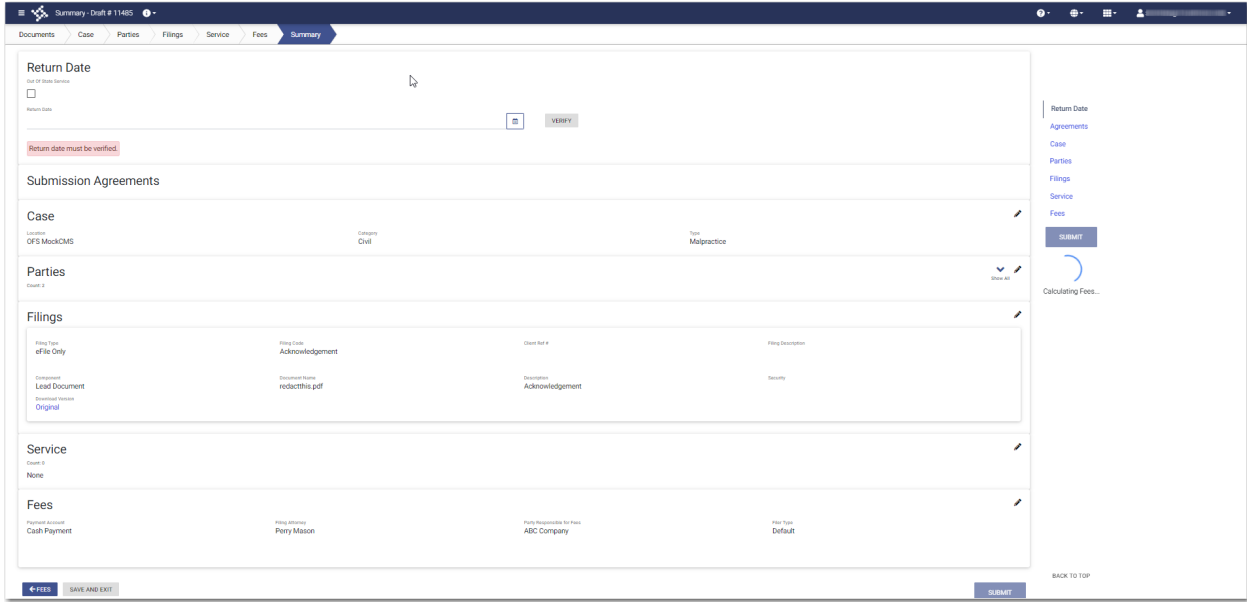 Summary - Draft # 11485
Documents Case Parties Filings Service Fees Summary
Return Date
Out Of State Service
Return Date
VERIFY
Return date must be verified.
Submission Agreements
Case
Location Category Type
OFS MockCMS Civil Malpractice
Parties
Count: 2
Show All
Filings
Filing Type Filing Code Client Ref # Filing Description
eFile Only Acknowledgement
Component Document Name Description Security
Lead Document redactthis.pdf Acknowledgement
Download Version
Original
Service
Count: 0
None
Fees
Payment Account Filing Attorney Party Responsible for Fees Filer Type
Cash Payment Perry Mason ABC Company Default
FEES SAVE AND EXIT
Return Date
Agreements
Case
Parties
Filings
Service
Fees
SUBMIT
Calculating Fees...
BACK TO TOP
SUBMIT